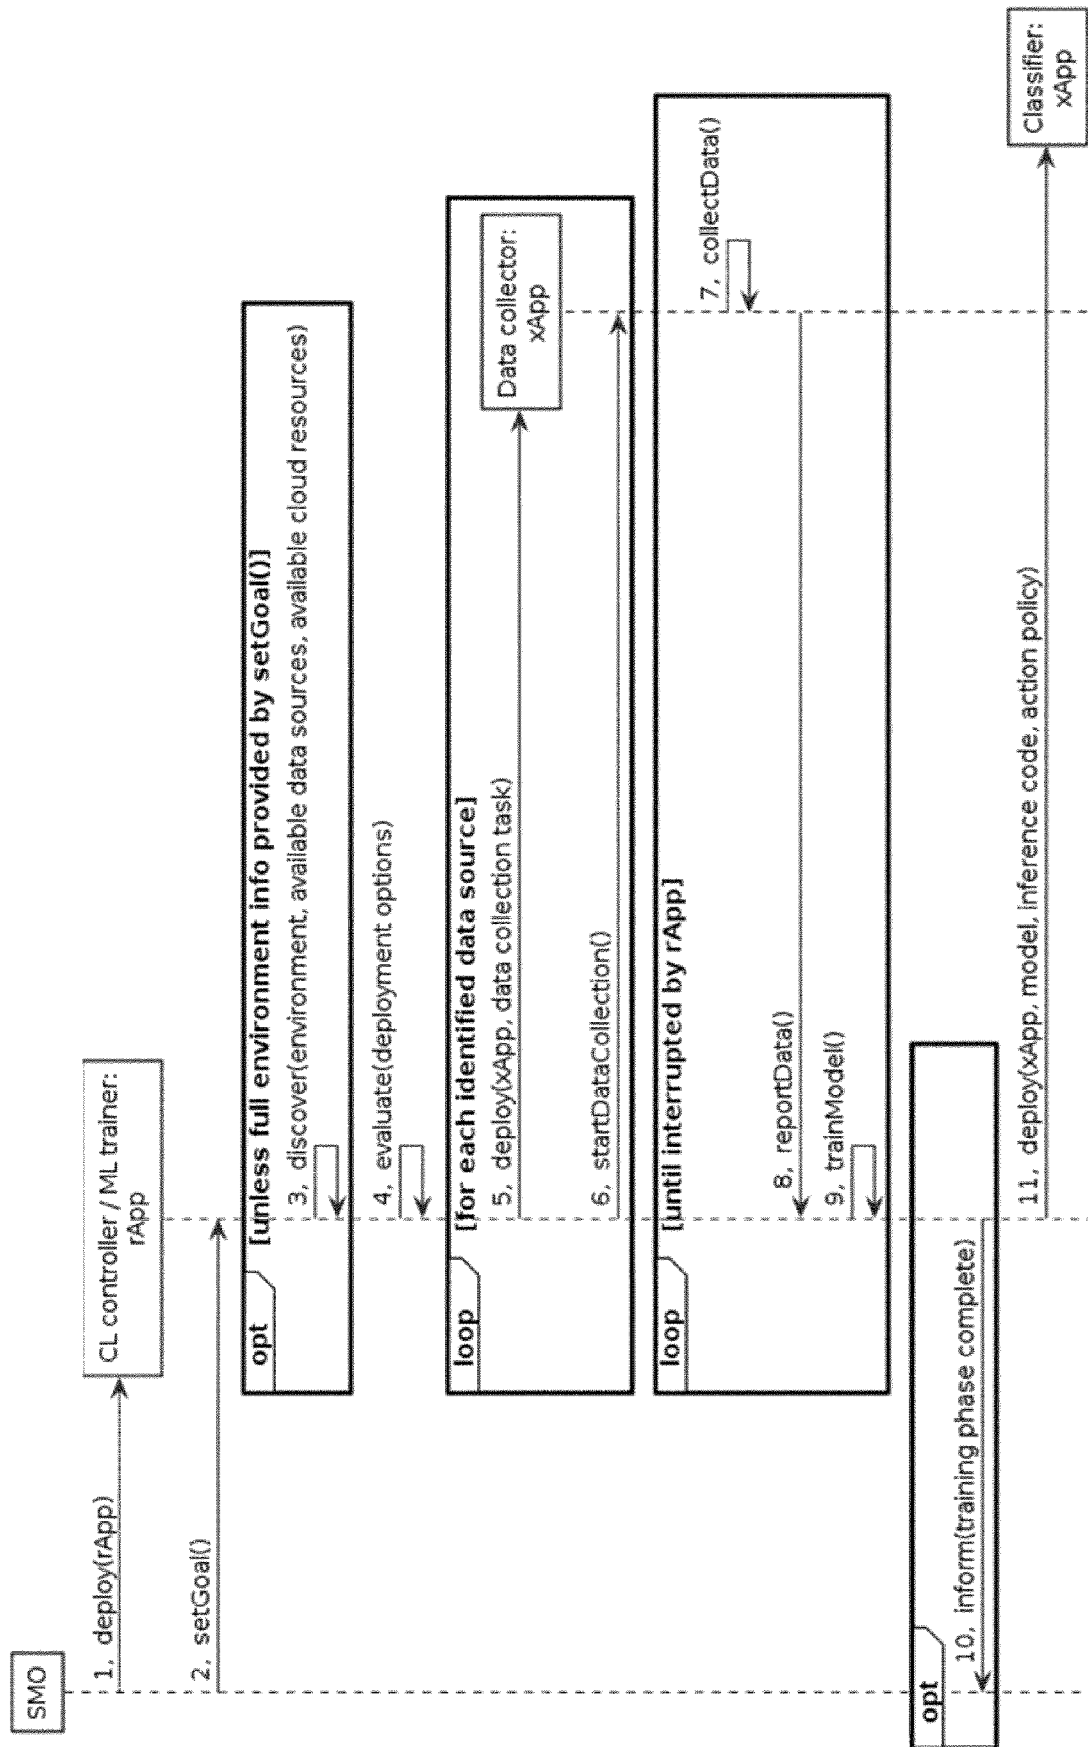 SMO
1, deploy(rApp)
CL controller / ML trainer:
rApp
2, setGoal()
opt
[unless full environment info provided by setGoal()]
3, discover(environment, available data sources, available cloud resources)
4, evaluate(deployment options)
loop
[for each identified data source]
5, deploy(xApp, data collection task)
Data collector:
xApp
6, startDataCollection()
loop
[until interrupted by rApp]
7, collectData()
8, reportData()
9, trainModel()
opt
10, inform(training phase complete)
11, deploy(xApp, model, inference code, action policy)
Classifier:
xApp